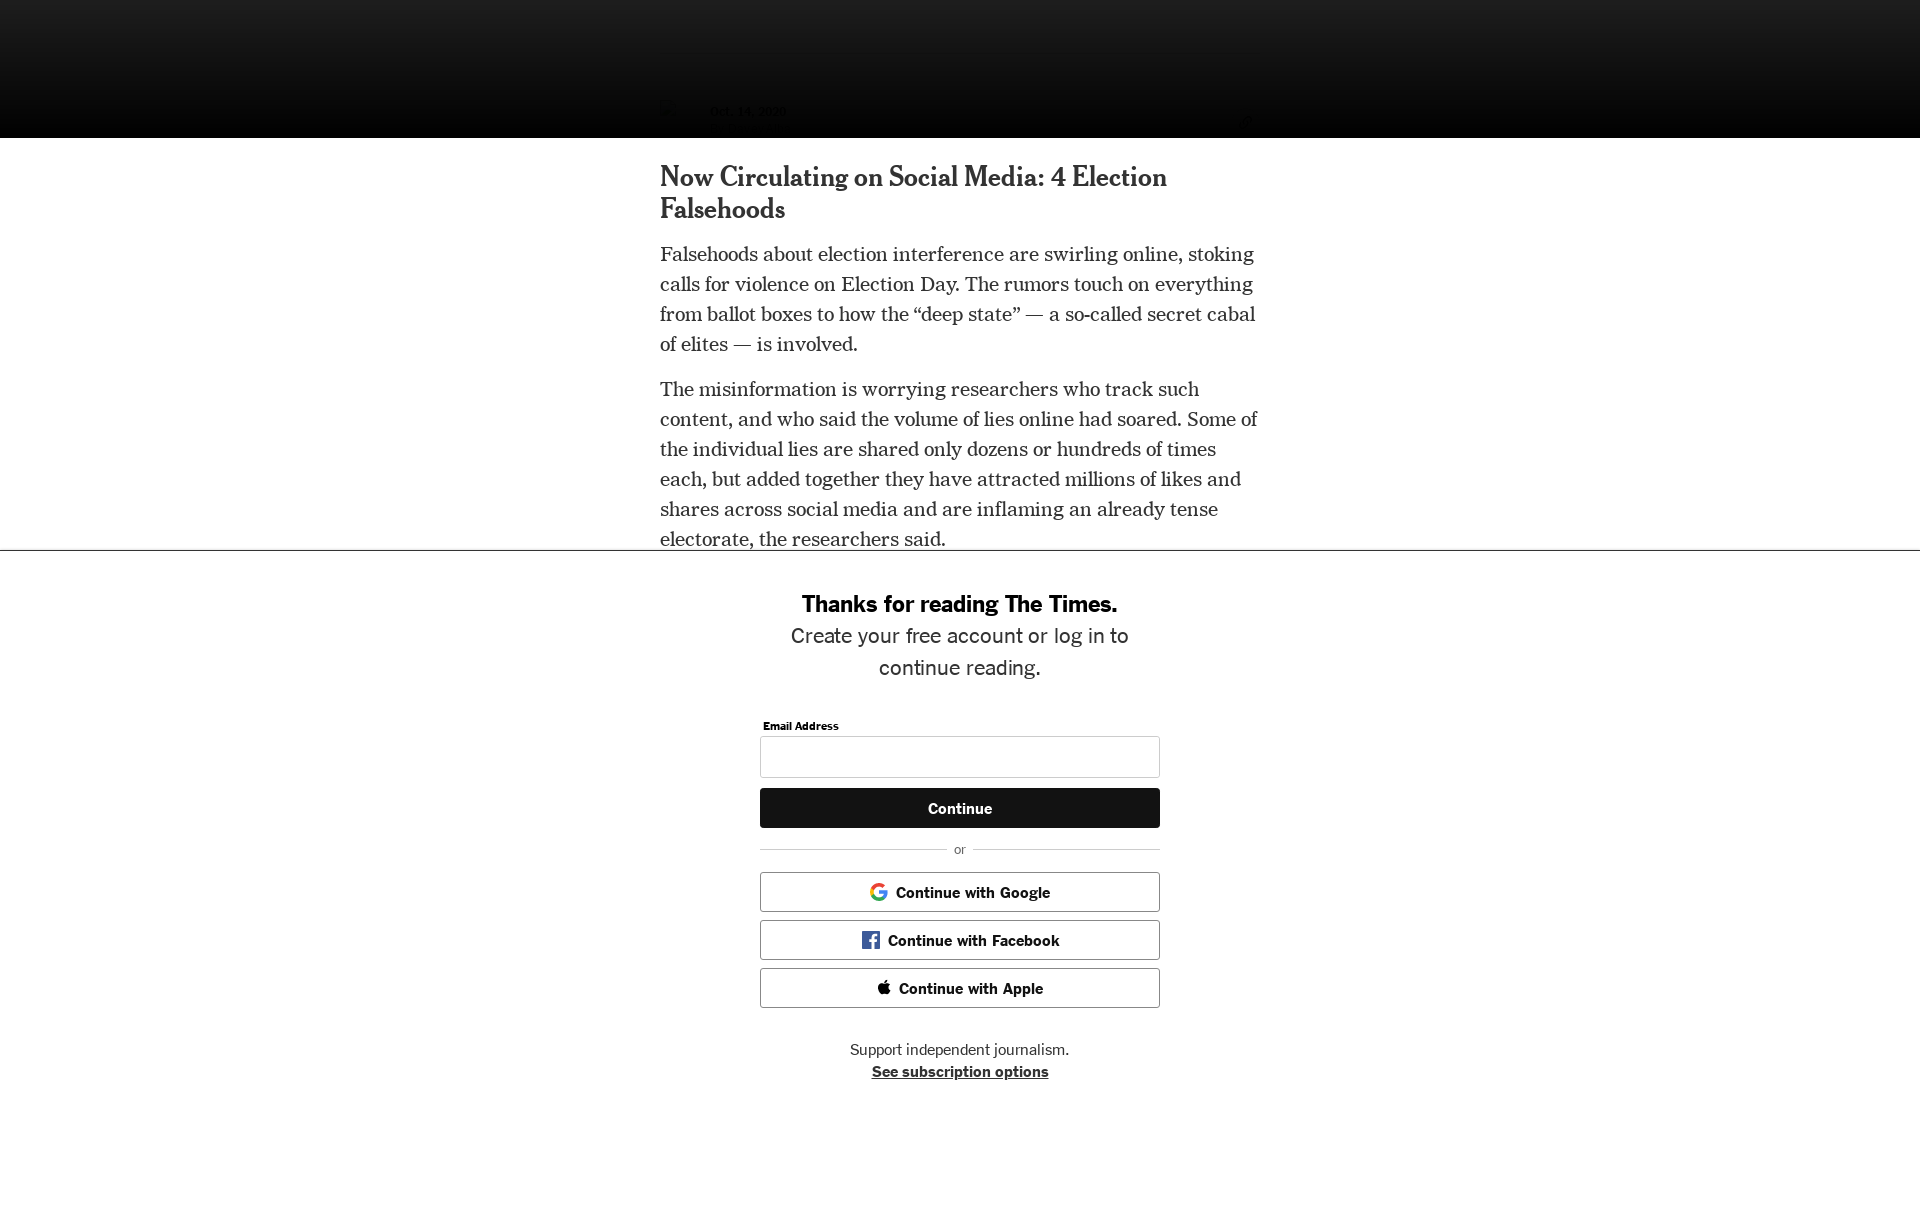 Oct. 14, 2020
Now Circulating on Social Media: 4 Election
Falsehoods
Falsehoods about election interference are swirling online, stoking
calls for violence on Election Day. The rumors touch on everything
from ballot boxes to how the “deep state” — a so-called secret cabal
of elites — is involved.
The misinformation is worrying researchers who track such
content, and who said the volume of lies online had soared. Some of
the individual lies are shared only dozens or hundreds of times
each, but added together they have attracted millions of likes and
shares across social media and are inflaming an already tense
electorate, the researchers said.
Thanks for reading The Times.
Create your free account or log in to
continue reading.
Email Address
Continue
or
Continue with Google
Continue with Facebook
Continue with Apple
Support independent journalism.
See subscription options